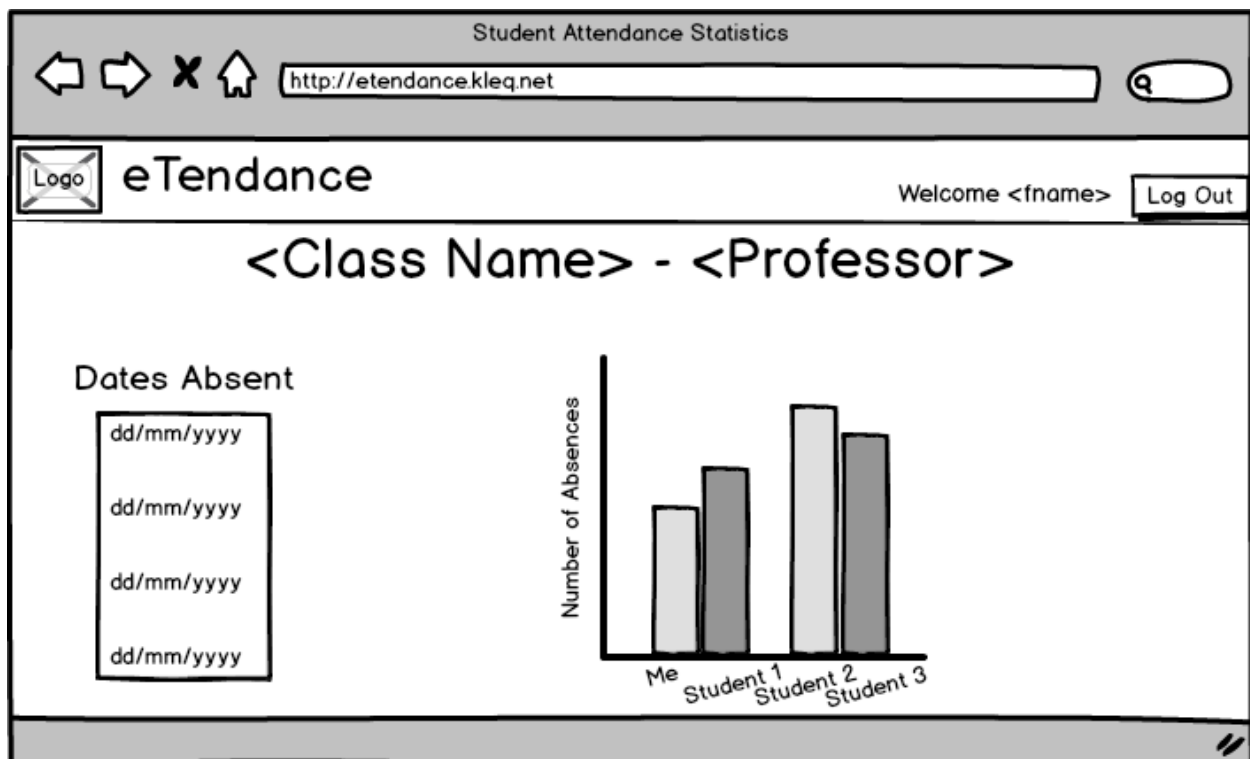 Student Attendance Statistics
http://etendance.kleq.net
Logo
eTendance
Welcome <fname>
Log Out
<Class Name> - <Professor>
Dates Absent
dd/mm/yyyy
dd/mm/yyyy
dd/mm/yyyy
dd/mm/yyyy
Number of Absences
Me
Student 1
Student 2
Student 3